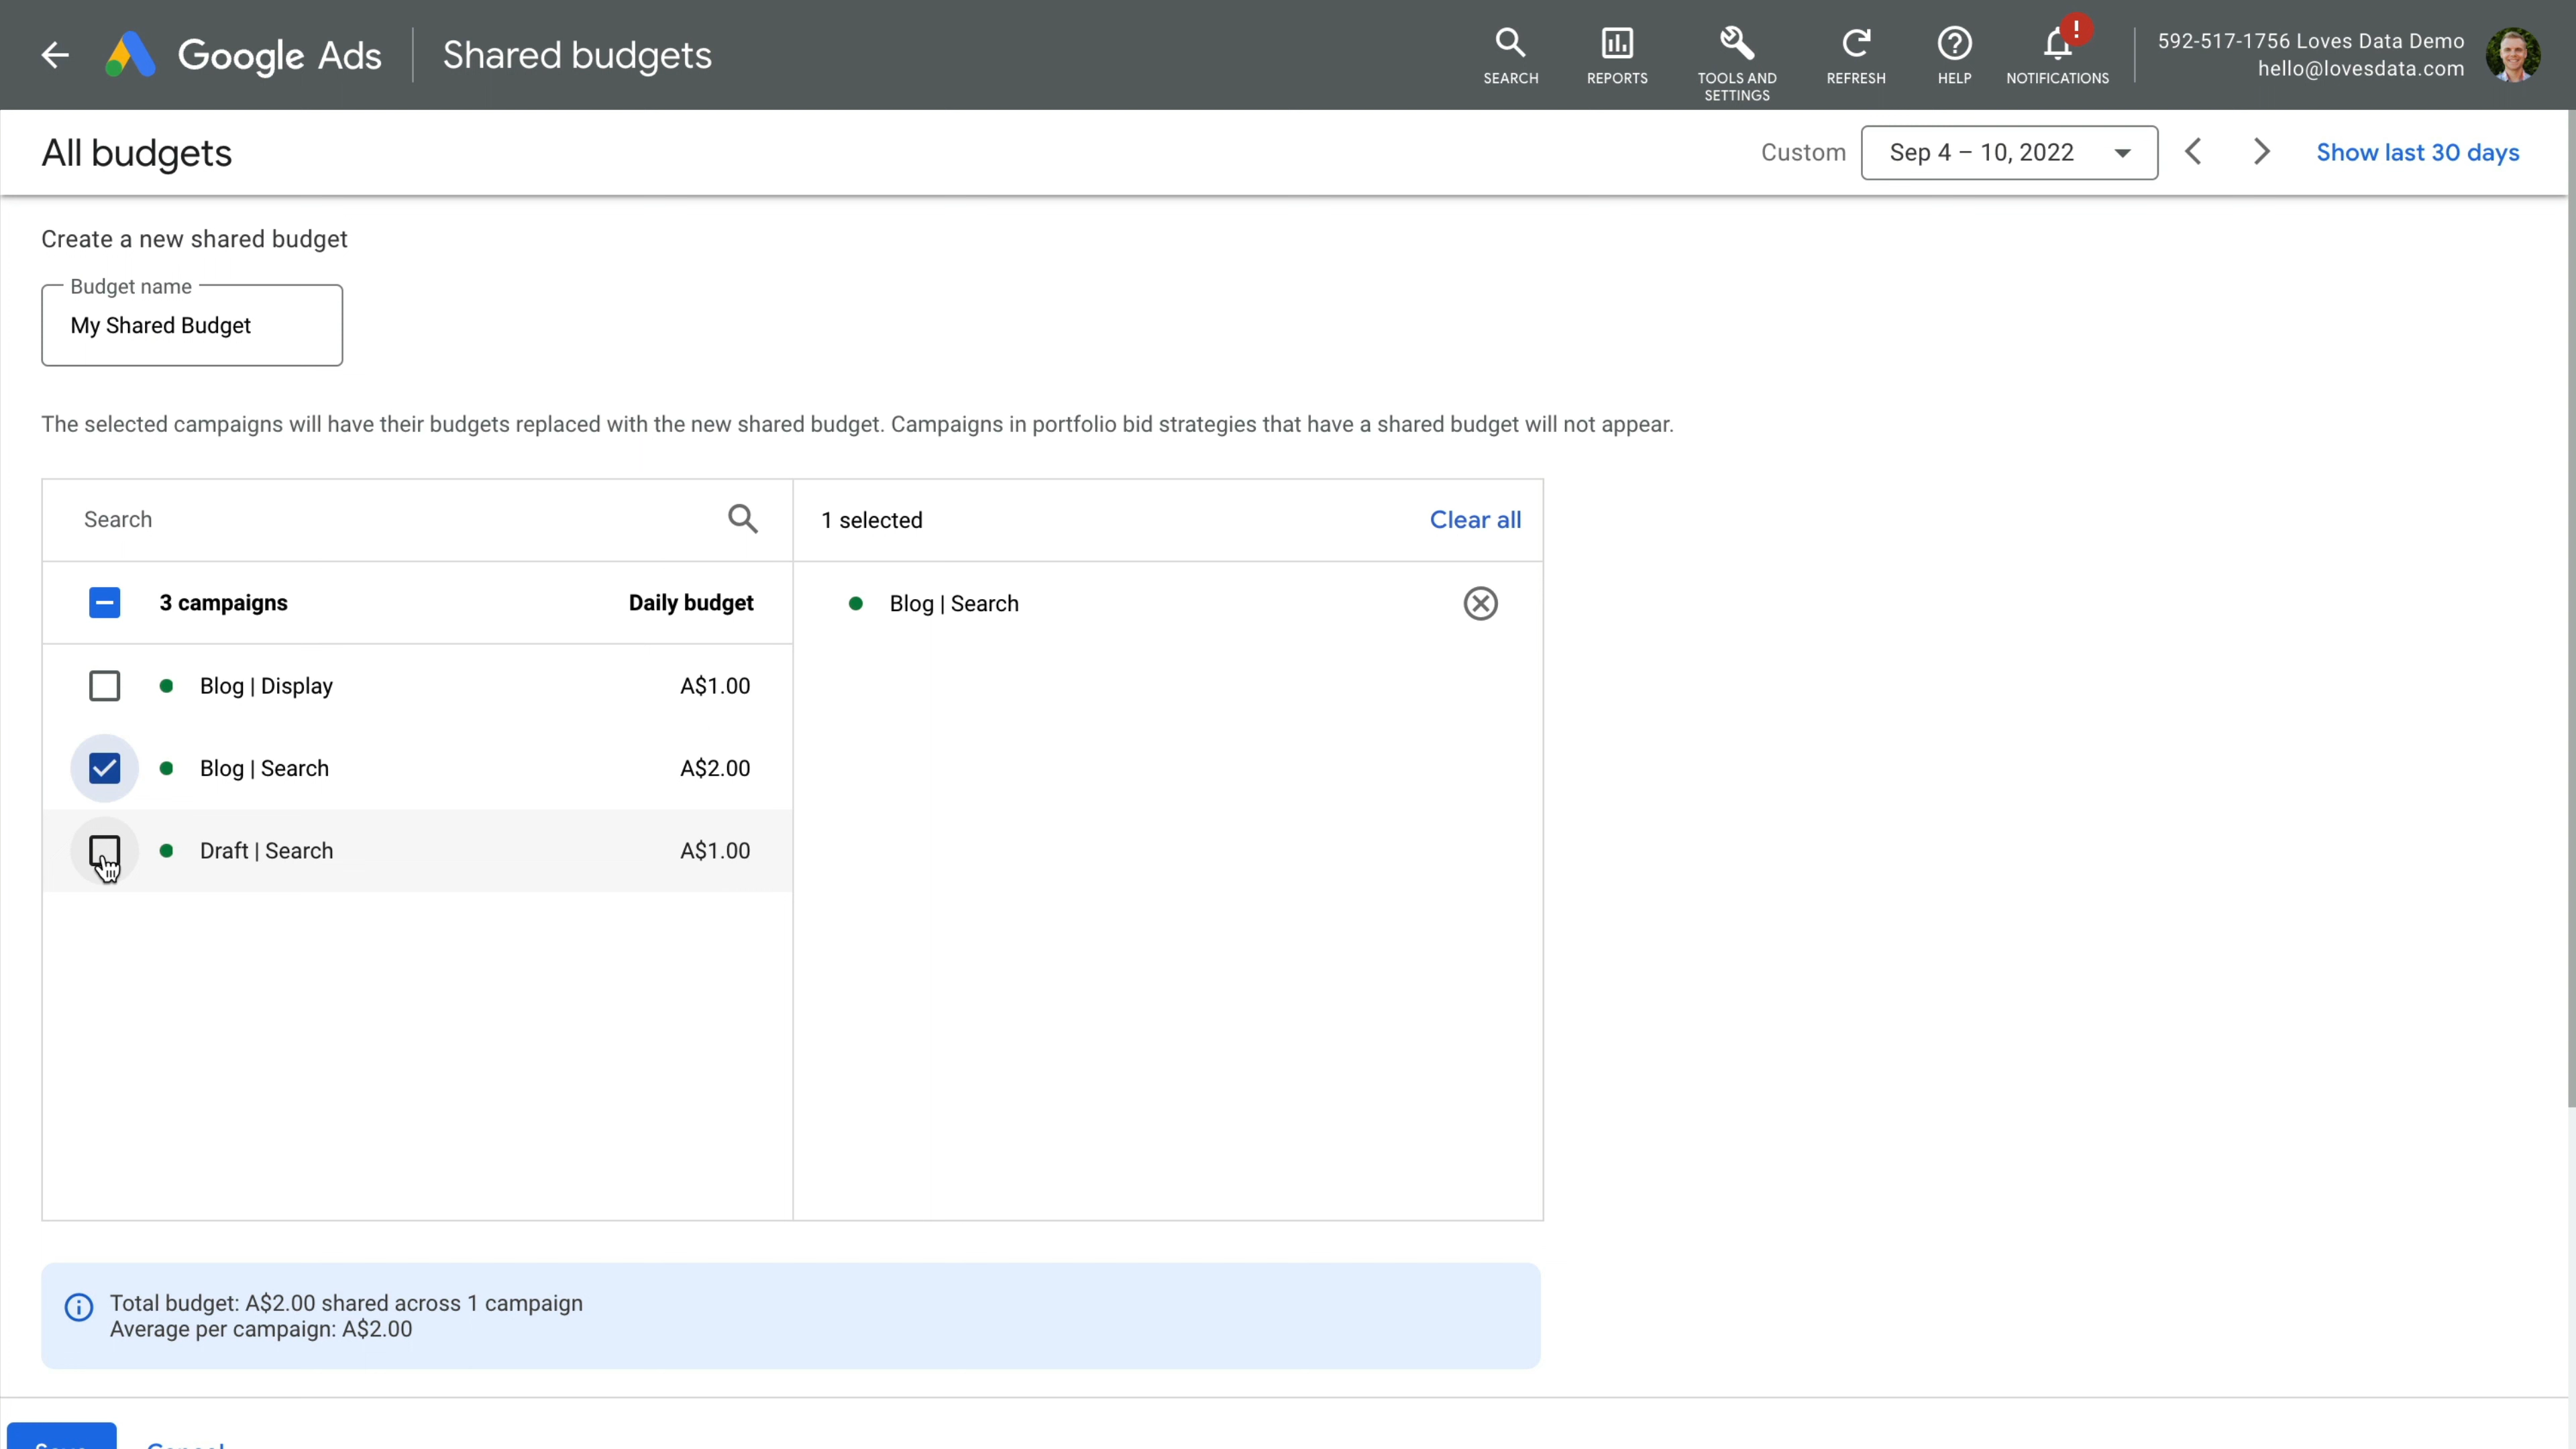 Google Ads
Shared budgets
SEARCH
REPORTS
TOOLS AND
SETTINGS
REFRESH
HELP
!
NOTIFICATIONS
592-517-1756 Loves Data Demo
hello@lovesdata.com
All budgets
Custom
Sep 4 – 10, 2022
Show last 30 days
Create a new shared budget
Budget name
My Shared Budget
The selected campaigns will have their budgets replaced with the new shared budget. Campaigns in portfolio bid strategies that have a shared budget will not appear.
Search
1 selected
Clear all
3 campaigns
Daily budget
Blog | Search
Blog | Display
A$1.00
Blog | Search
A$2.00
Draft | Search
A$1.00
Total budget: A$2.00 shared across 1 campaign
Average per campaign: A$2.00
Save
Cancel